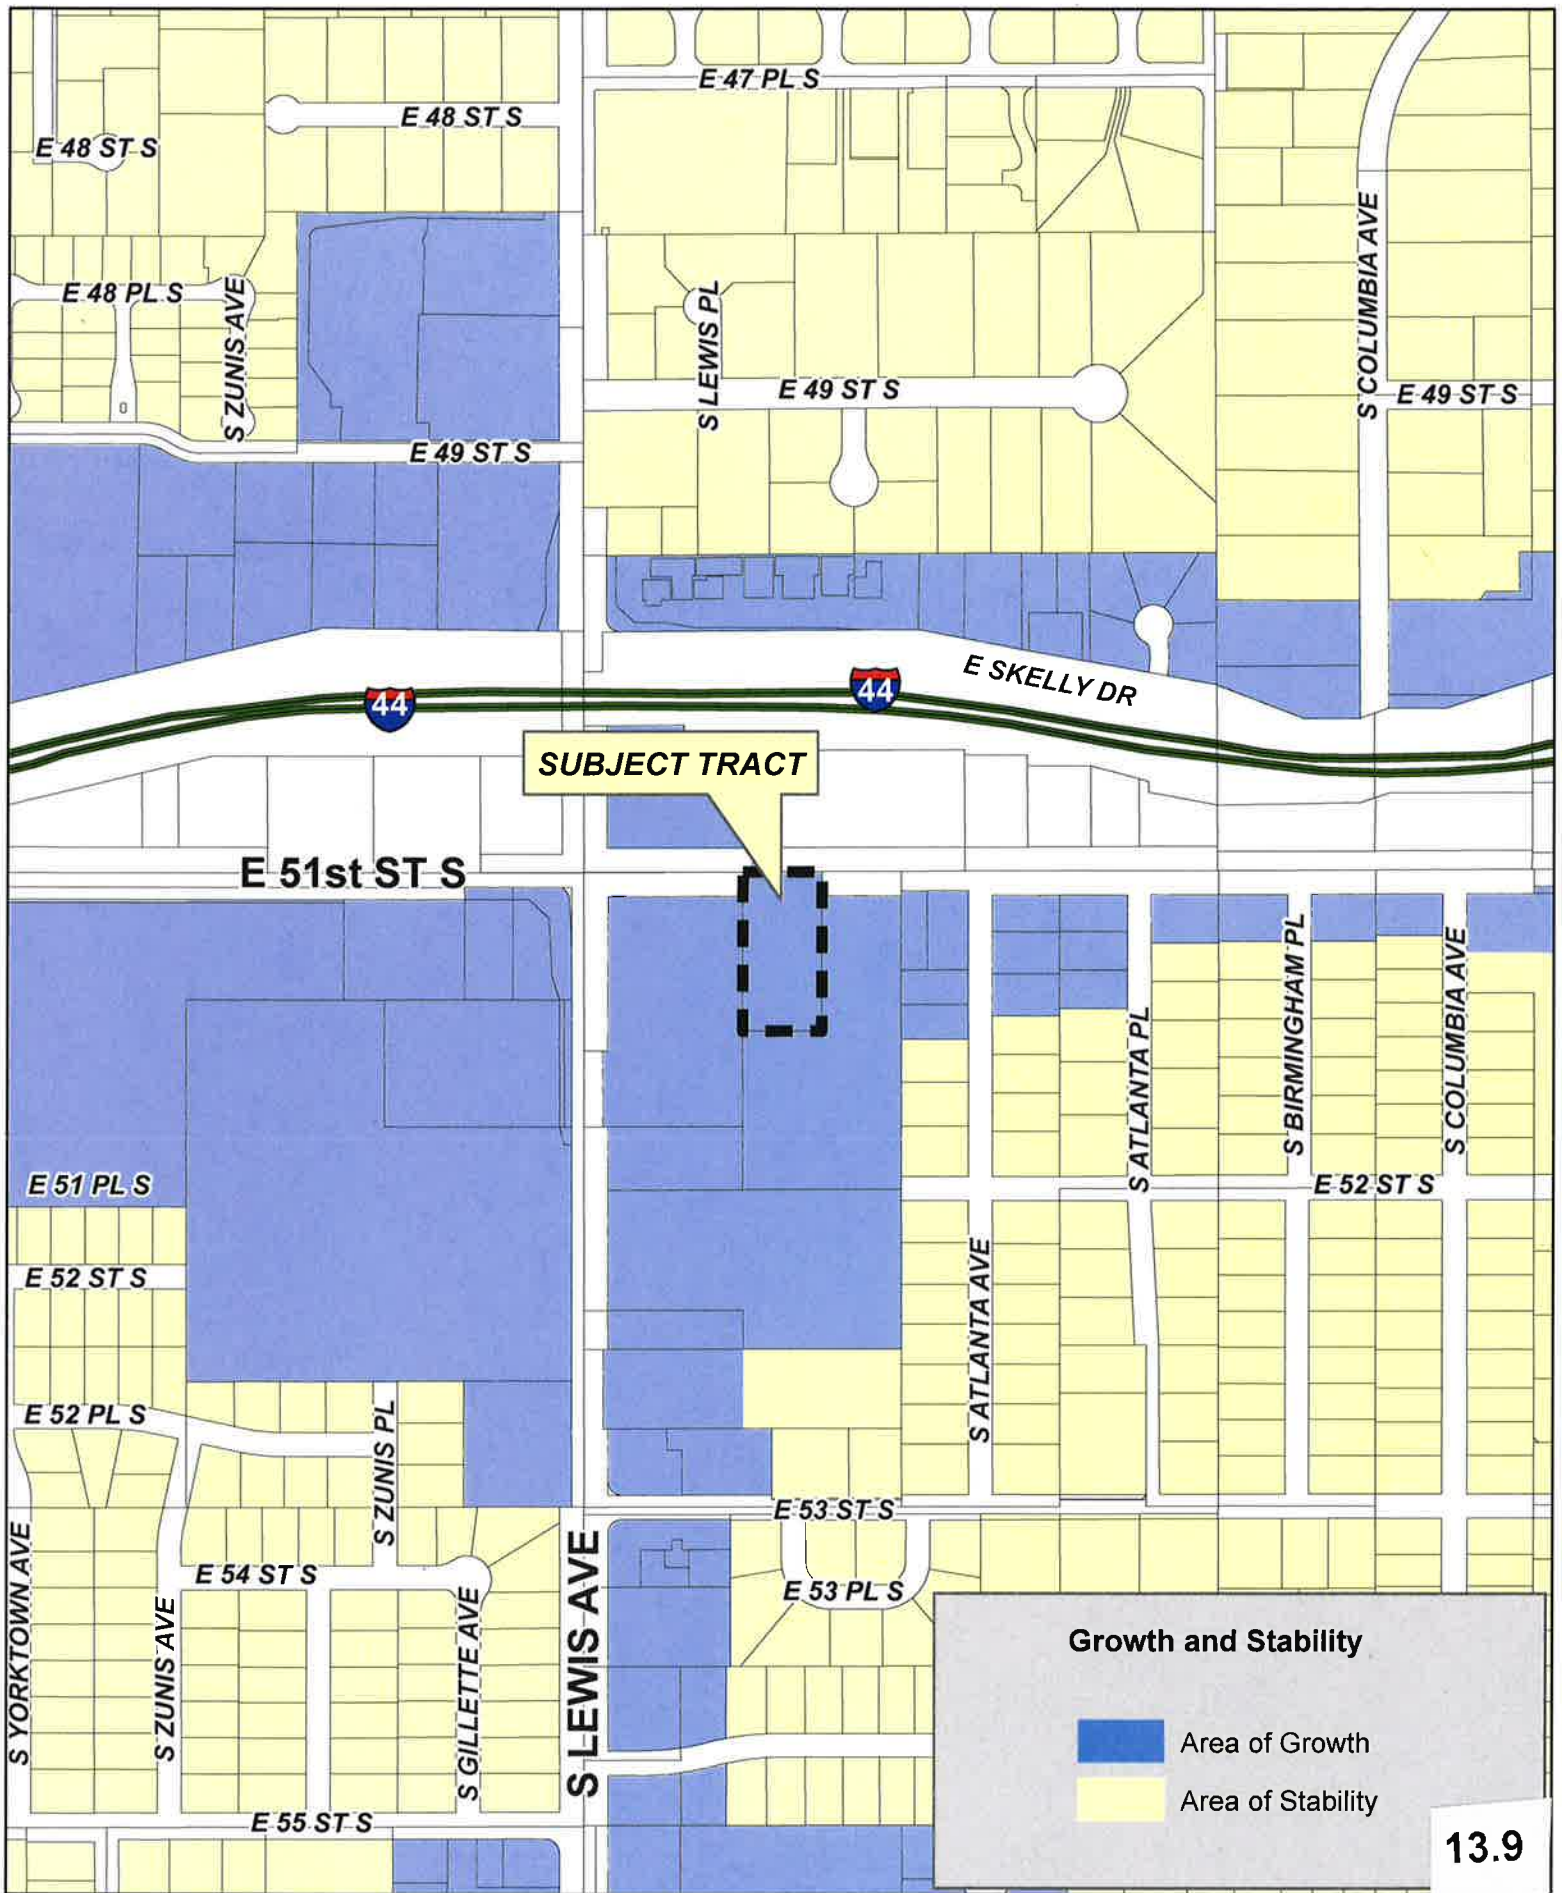 E 47 PL S
E 48 ST S
E 48 ST S
E 48 PL S
S ZUNIS AVE
S LEWIS PL
S COLUMBIA AVE
E 49 ST S
E 49 ST S
E 49 ST S
E SKELLY DR
44
44
SUBJECT TRACT
E 51st ST S
S ATLANTA PL
S BIRMINGHAM PL
S COLUMBIA AVE
E 51 PL S
E 52 ST S
E 52 ST S
S ATLANTA AVE
E 52 PL S
S ZUNIS PL
E 53 ST S
E 54 ST S
E 53 PL S
S YORKTOWN AVE
S ZUNIS AVE
S GILLETTE AVE
S LEWIS AVE
E 55 ST S
Growth and Stability
Area of Growth
Area of Stability
13.9